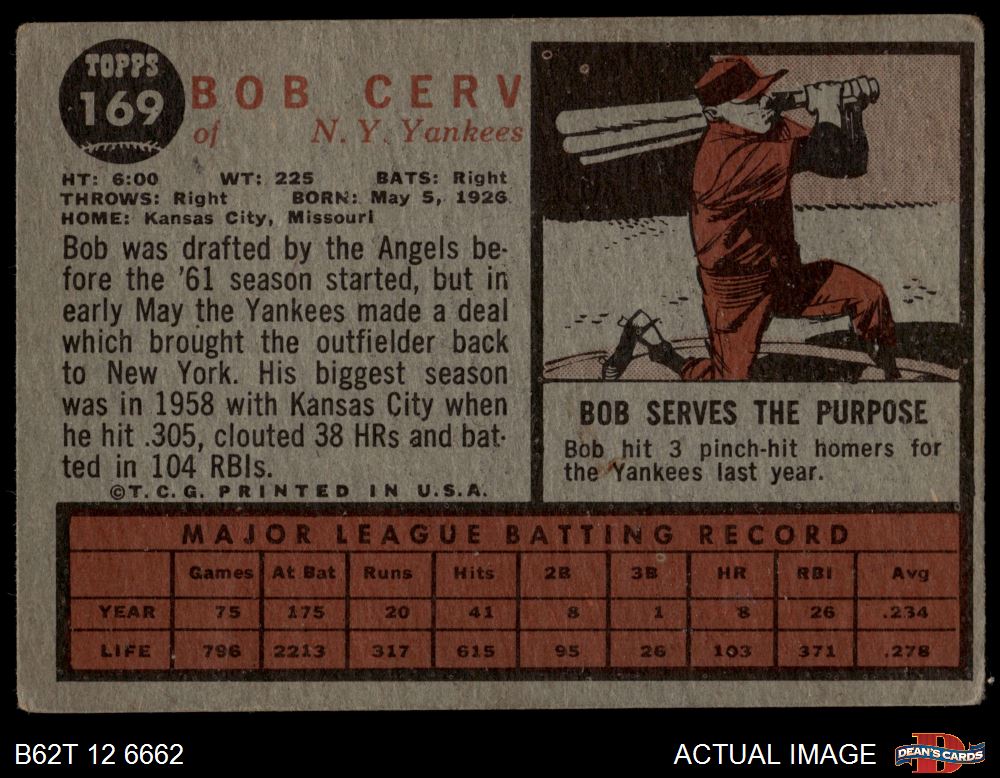 TOPPS
169
BOB CERV
of N. Y. Yankees
HT: 6:00 WT: 225 BATS: Right
THROWS: Right BORN: May 5, 1926
HOME: Kansas City, Missouri
Bob was drafted by the Angels be-
fore the '61 season started, but in
early May the Yankees made a deal
which brought the outfielder back
to New York. His biggest season
was in 1958 with Kansas City when
he hit .305, clouted 38 HRs and bat-
ted in 104 RBIs.
©T.C.G. PRINTED IN U.S.A.
BOB SERVES THE PURPOSE
Bob hit 3 pinch-hit homers for
the Yankees last year.
MAJOR LEAGUE BATTING RECORD
Games At Bat Runs Hits 2B 3B HR RBI Avg
YEAR 75 175 20 41 8 1 8 26 .234
LIFE 796 2213 317 615 95 26 103 371 .278
B62T 12 6662
ACTUAL IMAGE
D
DEAN'S CARDS